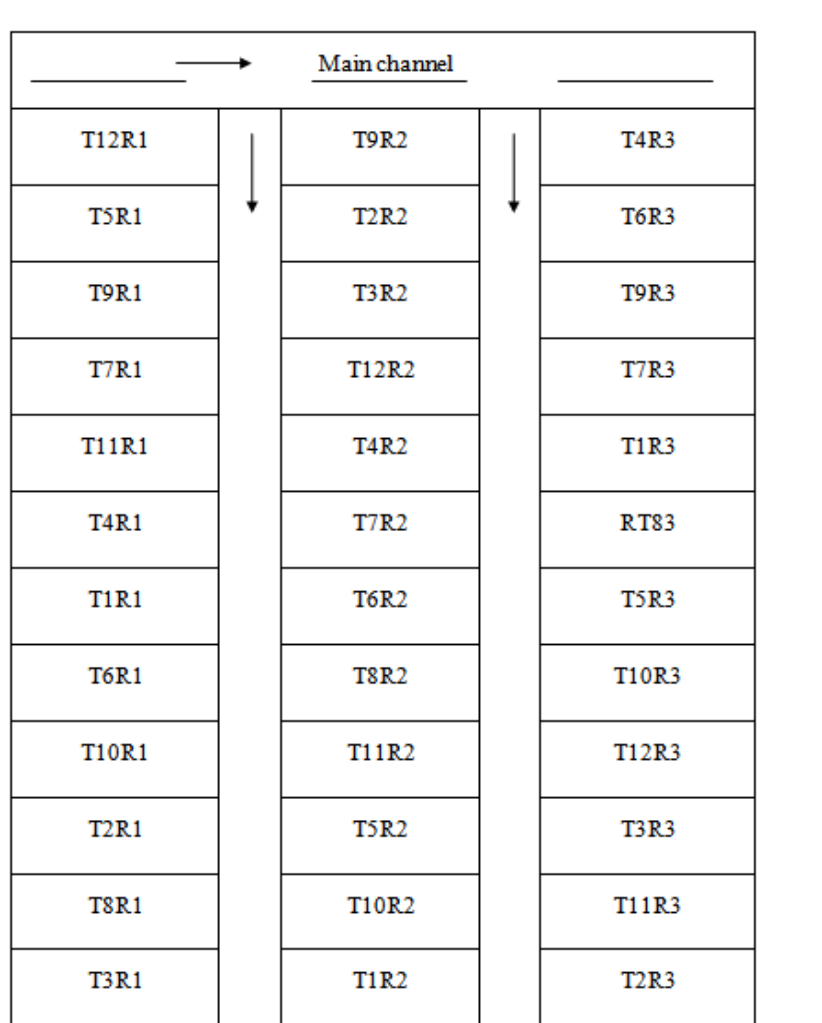 Main channel
T12R1 T9R2 T4R3
T5R1 T2R2 T6R3
T9R1 T3R2 T9R3
T7R1 T12R2 T7R3
T11R1 T4R2 T1R3
T4R1 T7R2 RT83
T1R1 T6R2 T5R3
T6R1 T8R2 T10R3
T10R1 T11R2 T12R3
T2R1 T5R2 T3R3
T8R1 T10R2 T11R3
T3R1 T1R2 T2R3